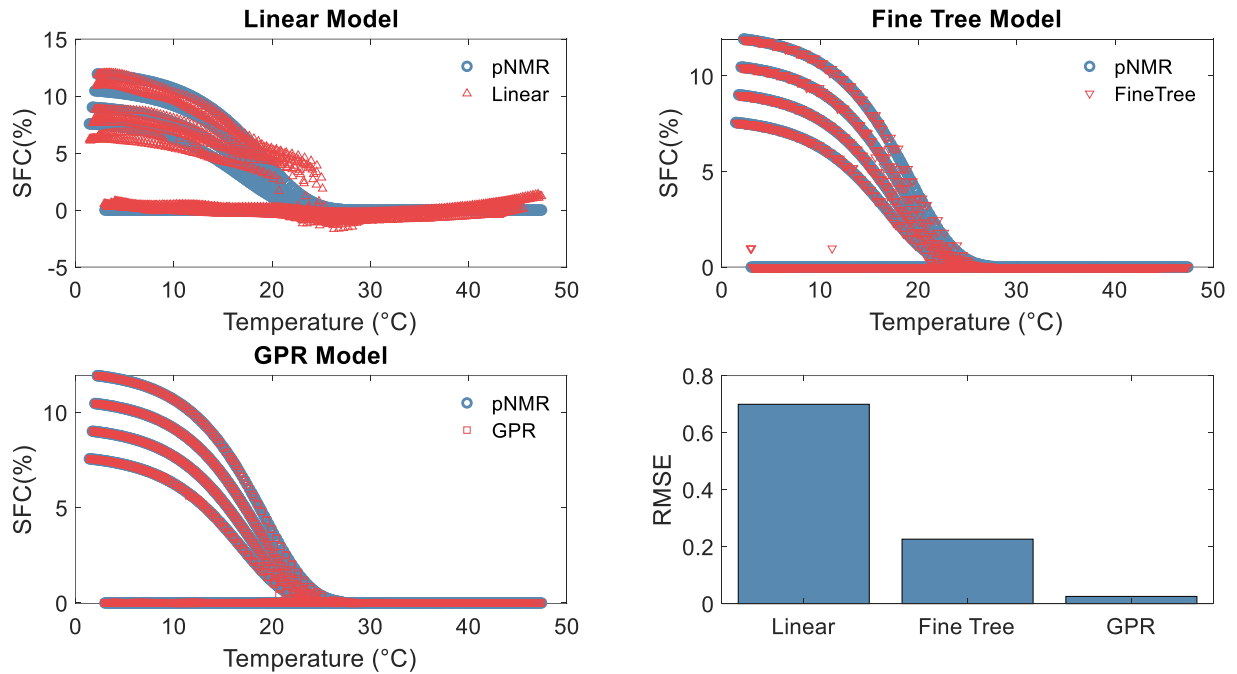 Linear Model
15
10
5
0
-5
SFC(%)
pNMR
Linear
0 10 20 30 40 50
Temperature (°C)
Fine Tree Model
10
5
0
SFC(%)
pNMR
FineTree
0 10 20 30 40 50
Temperature (°C)
GPR Model
10
5
0
SFC(%)
pNMR
GPR
0 10 20 30 40 50
Temperature (°C)
0.8
0.6
0.4
0.2
0
RMSE
Linear Fine Tree GPR